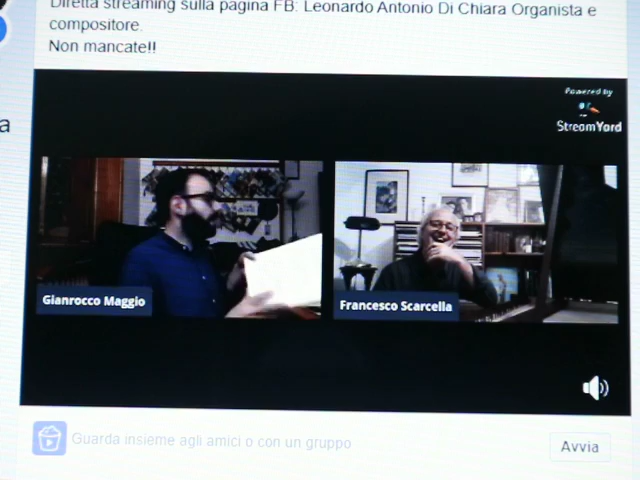 Diretta streaming sulla pagina FB: Leonardo Antonio Di Chiara Organista e
compositore.
Non mancate!!
a
Powered by
StreamYard
Gianrocco Maggio
Francesco Scarcella
Guarda insieme agli amici o con un gruppo
Avvia